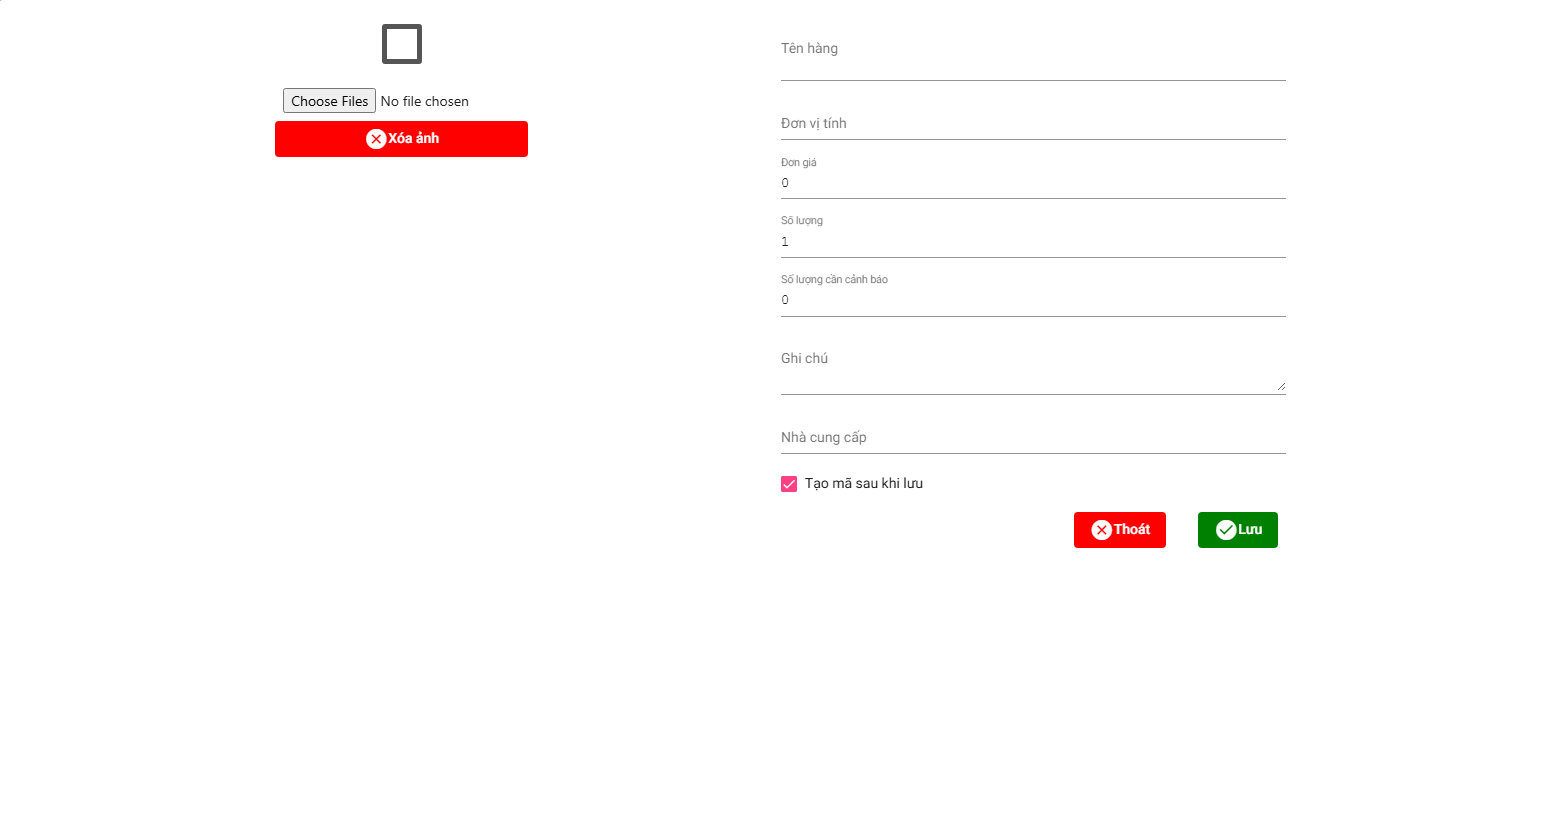 Choose Files No file chosen
Xóa ảnh
Tên hàng
Đơn vị tính
Đơn giá
0
Số lượng
1
Số lượng cần cảnh báo
0
Ghi chú
Nhà cung cấp
Tạo mã sau khi lưu
Thoát Lưu